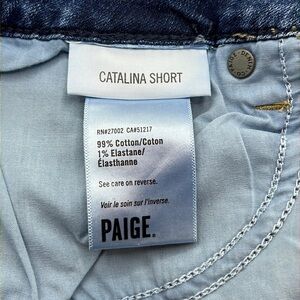 CATALINA SHORT
RN#27002 CA#51217
99% Cotton/Coton
1% Elastane/
Élasthanne
See care on reverse.
Voir le soin sur l'inverse.
PAIGE.